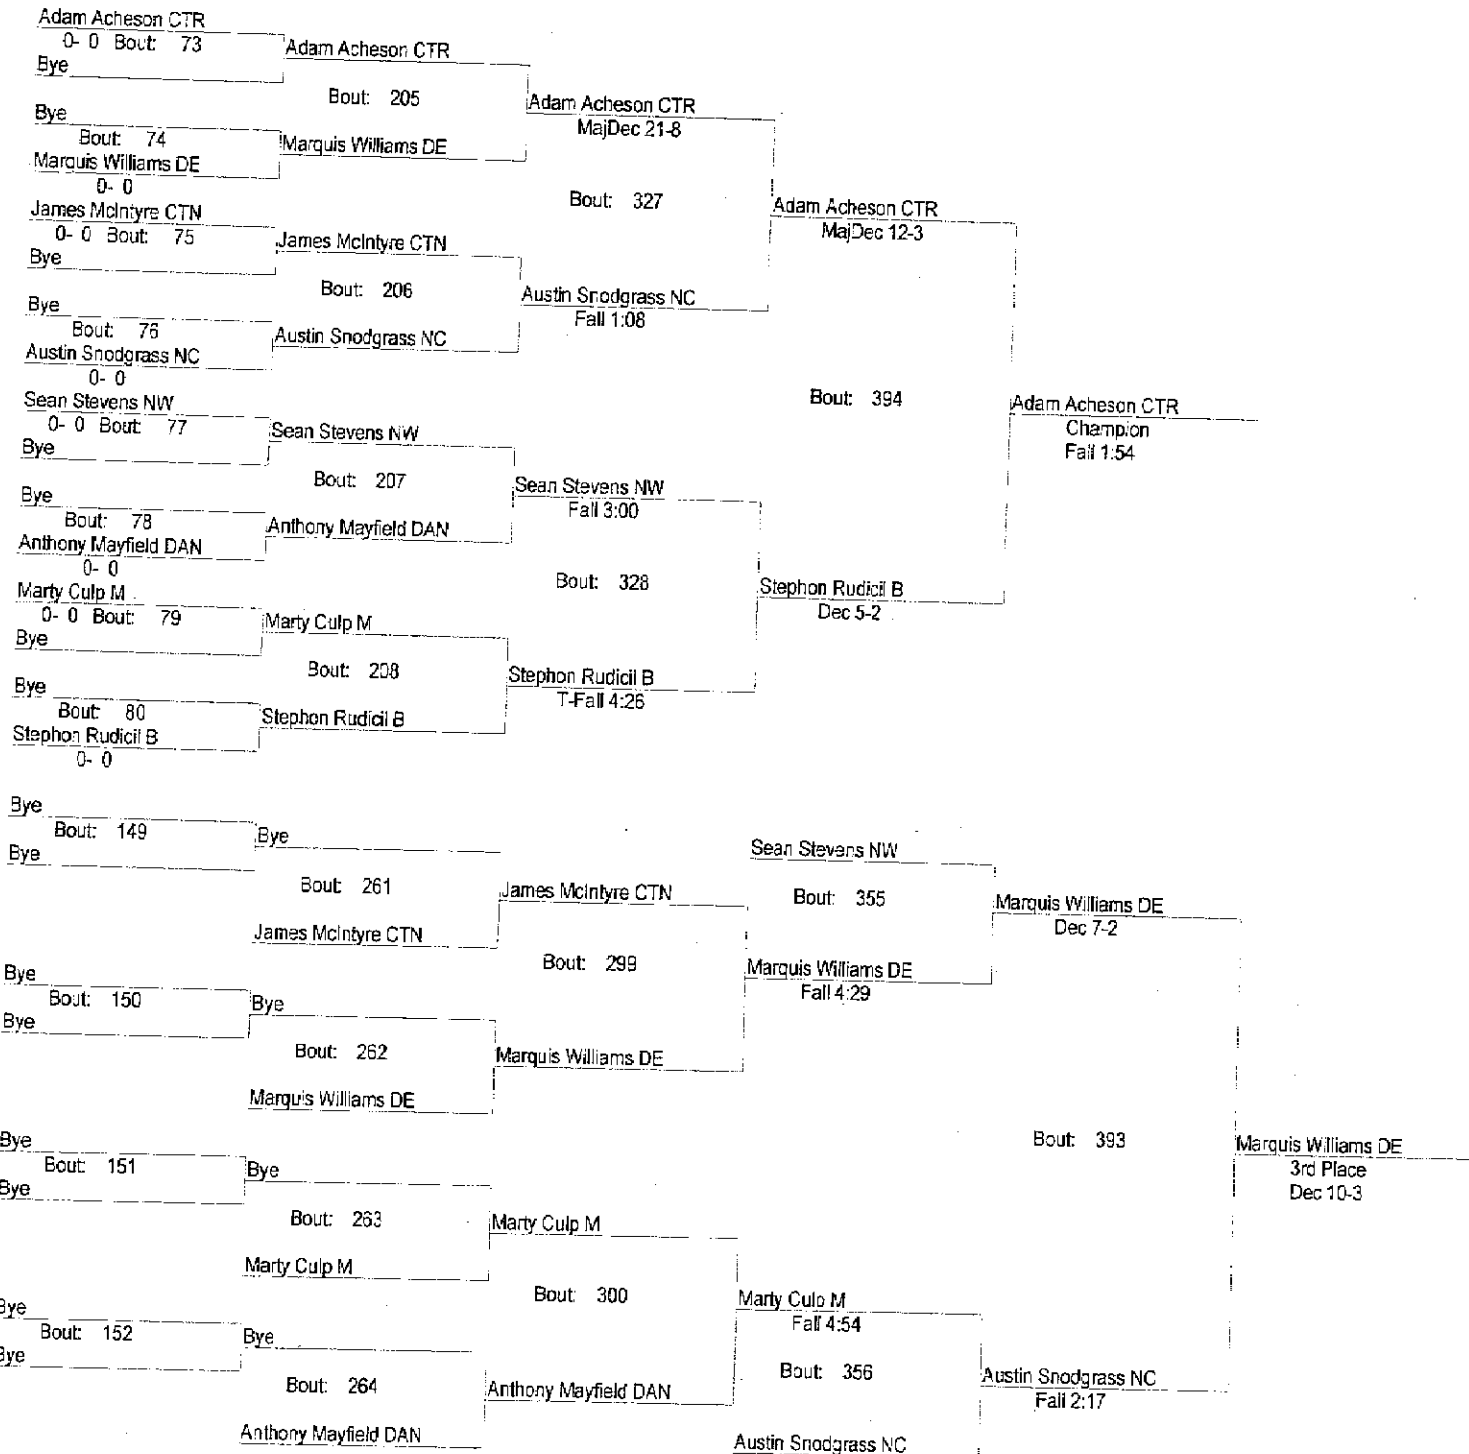 Adam Acheson CTR
0- 0 Bout: 73
Adam Acheson CTR
Bye
Bout: 205
Adam Acheson CTR
MajDec 21-8
Bye
Bout: 74
Marquis Williams DE
Marquis Williams DE
0- 0
Bout: 327
Adam Acheson CTR
MajDec 12-3
James McIntyre CTN
0- 0 Bout: 75
James McIntyre CTN
Bye
Bout: 206
Austin Snodgrass NC
Fall 1:08
Bye
Bout: 76
Austin Snodgrass NC
Austin Snodgrass NC
0- 0
Bout: 394
Adam Acheson CTR
Champion
Fall 1:54
Sean Stevens NW
0- 0 Bout: 77
Sean Stevens NW
Bye
Bout: 207
Sean Stevens NW
Fall 3:00
Bye
Bout: 78
Anthony Mayfield DAN
Anthony Mayfield DAN
0- 0
Bout: 328
Stephon Rudicil B
Dec 5-2
Marty Culp M
0- 0 Bout: 79
Marty Culp M
Bye
Bout: 208
Stephon Rudicil B
T-Fall 4:26
Bye
Bout: 80
Stephon Rudicil B
Stephon Rudicil B
0- 0
Bye
Bout: 149
Bye
Bye
Bout: 261
James McIntyre CTN
James McIntyre CTN
Sean Stevens NW
Bout: 355
Marquis Williams DE
Dec 7-2
Bout: 299
Marquis Williams DE
Fall 4:29
Bye
Bout: 150
Bye
Bye
Bout: 262
Marquis Williams DE
Marquis Williams DE
Bout: 393
Marquis Williams DE
3rd Place
Dec 10-3
Bye
Bout: 151
Bye
Bye
Bout: 263
Marty Culp M
Marty Culp M
Bout: 300
Marty Culp M
Fall 4:54
Bye
Bout: 152
Bye
Bye
Bout: 264
Anthony Mayfield DAN
Anthony Mayfield DAN
Bout: 356
Austin Snodgrass NC
Fall 2:17
Austin Snodgrass NC